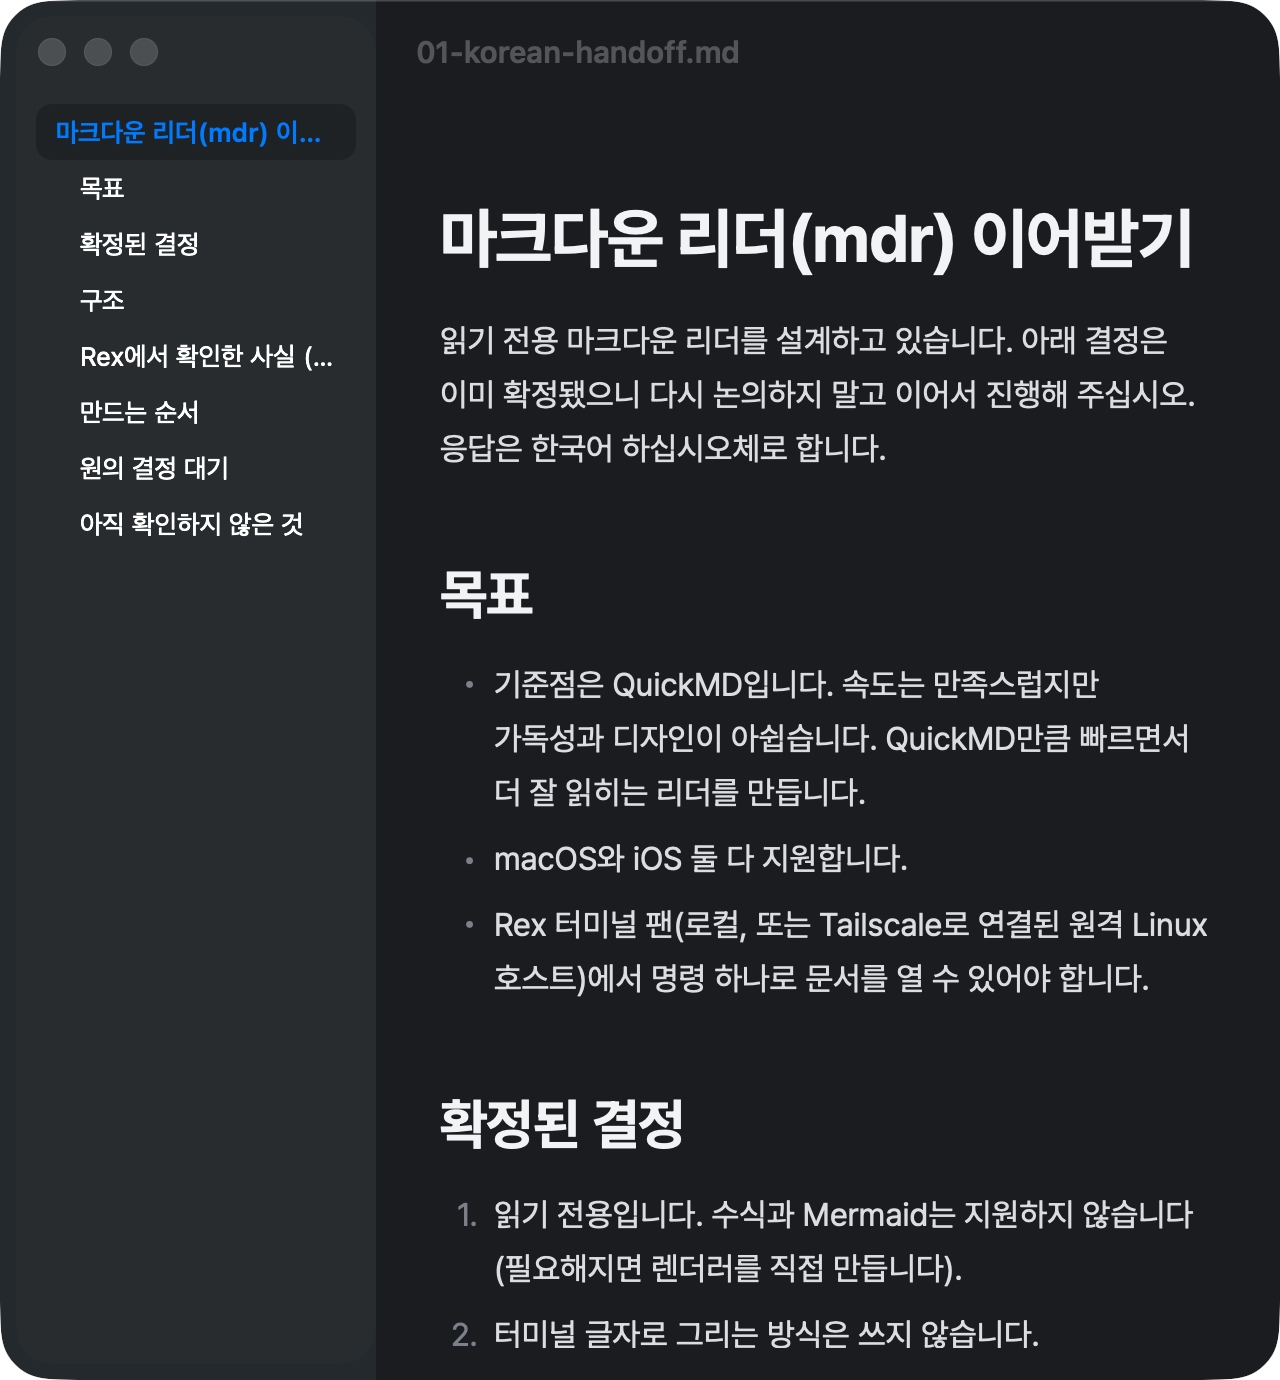 01-korean-handoff.md
마크다운 리더(mdr) 이...
목표
확정된 결정
구조
Rex에서 확인한 사실 (...
만드는 순서
원의 결정 대기
아직 확인하지 않은 것
마크다운 리더(mdr) 이어받기
읽기 전용 마크다운 리더를 설계하고 있습니다. 아래 결정은
이미 확정됐으니 다시 논의하지 말고 이어서 진행해 주십시오.
응답은 한국어 하십시오체로 합니다.
목표
• 기준점은 QuickMD입니다. 속도는 만족스럽지만
가독성과 디자인이 아쉽습니다. QuickMD만큼 빠르면서
더 잘 읽히는 리더를 만듭니다.
• macOS와 iOS 둘 다 지원합니다.
• Rex 터미널 팬(로컬, 또는 Tailscale로 연결된 원격 Linux
호스트)에서 명령 하나로 문서를 열 수 있어야 합니다.
확정된 결정
1. 읽기 전용입니다. 수식과 Mermaid는 지원하지 않습니다
(필요해지면 렌더러를 직접 만듭니다).
2. 터미널 글자로 그리는 방식은 쓰지 않습니다.